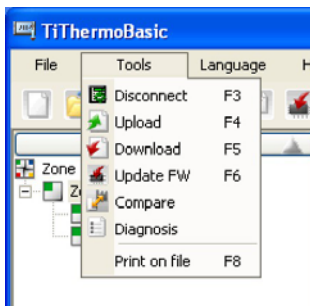 TiThermoBasic
File Tools Language
Disconnect F3
Upload F4
Download F5
Zone
Update FW F6
Compare
Diagnosis
Print on file F8